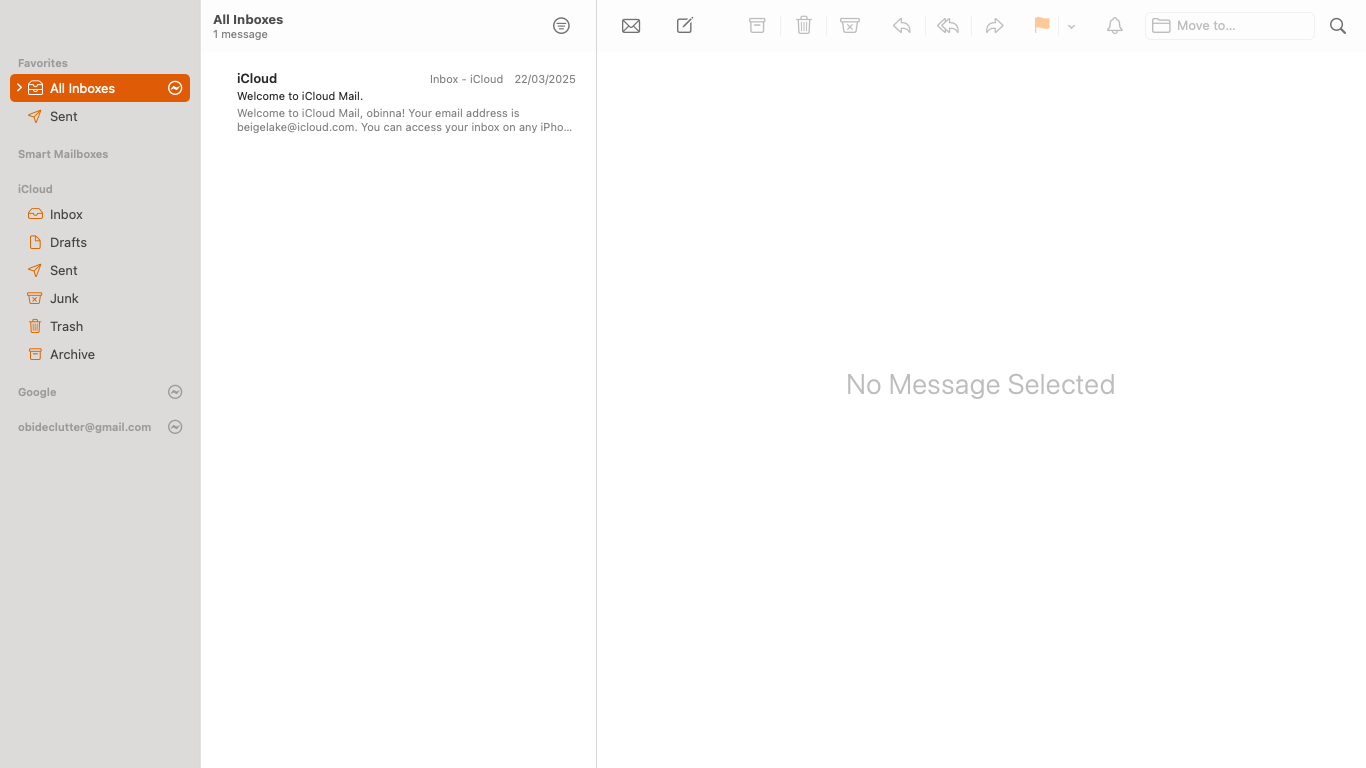 Favorites
All Inboxes
Sent
Smart Mailboxes
iCloud
Inbox
Drafts
Sent
Junk
Trash
Archive
Google
obideclutter@gmail.com
All Inboxes
1 message
iCloud Inbox - iCloud 22/03/2025
Welcome to iCloud Mail.
Welcome to iCloud Mail, obinna! Your email address is
beigelake@icloud.com. You can access your inbox on any iPho...
Move to...
No Message Selected